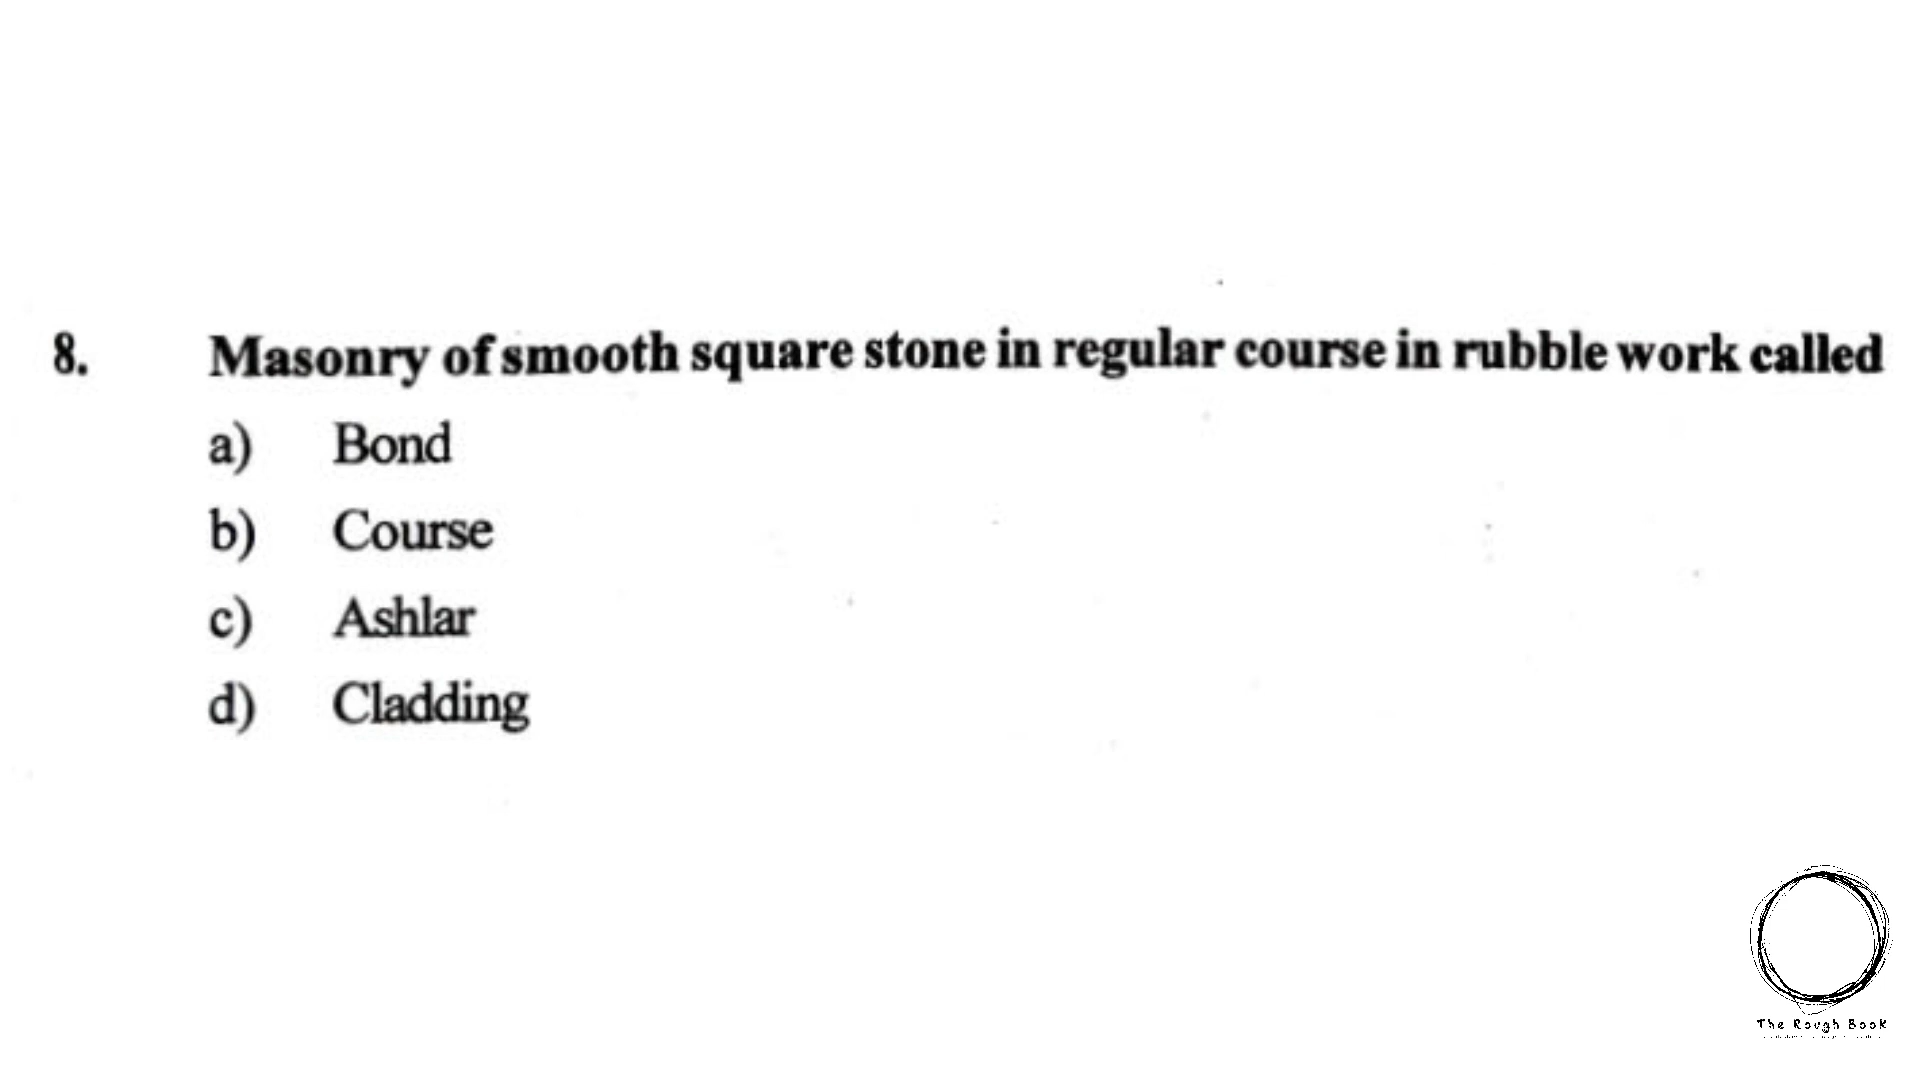 8. Masonry of smooth square stone in regular course in rubble work called
a) Bond
b) Course
c) Ashlar
d) Cladding
The Rough Book